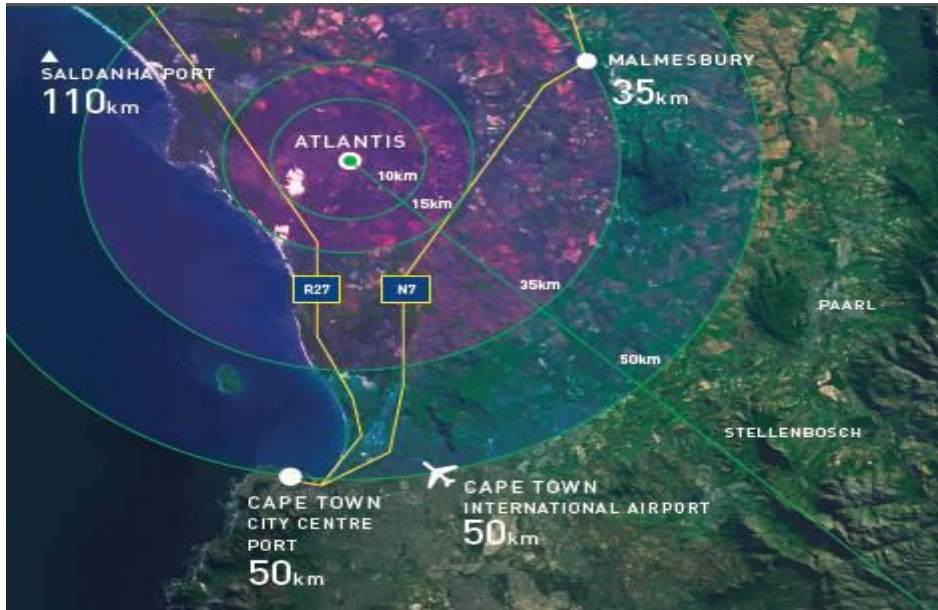 SALDANHA PORT
110km
MALMESBURY
35km
ATLANTIS
10km
15km
R27
N7
35km
PAARL
50km
STELLENBOSCH
CAPE TOWN
CITY CENTRE
PORT
50km
CAPE TOWN
INTERNATIONAL AIRPORT
50km